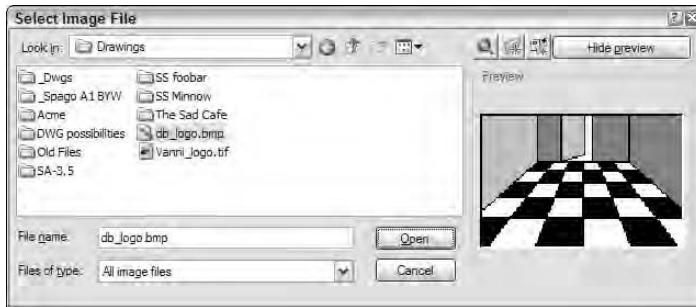 Select Image File
Look in: Drawings
Hide preview
Preview
_Dwgs
_Spago A1 BYW
Acme
DWG possibilities
Old Files
SA-3.5
SS foobar
SS Minnow
The Sad Cafe
db_logo.bmp
Vanni_logo.tif
File name: db_logo.bmp
Open
Files of type: All image files
Cancel